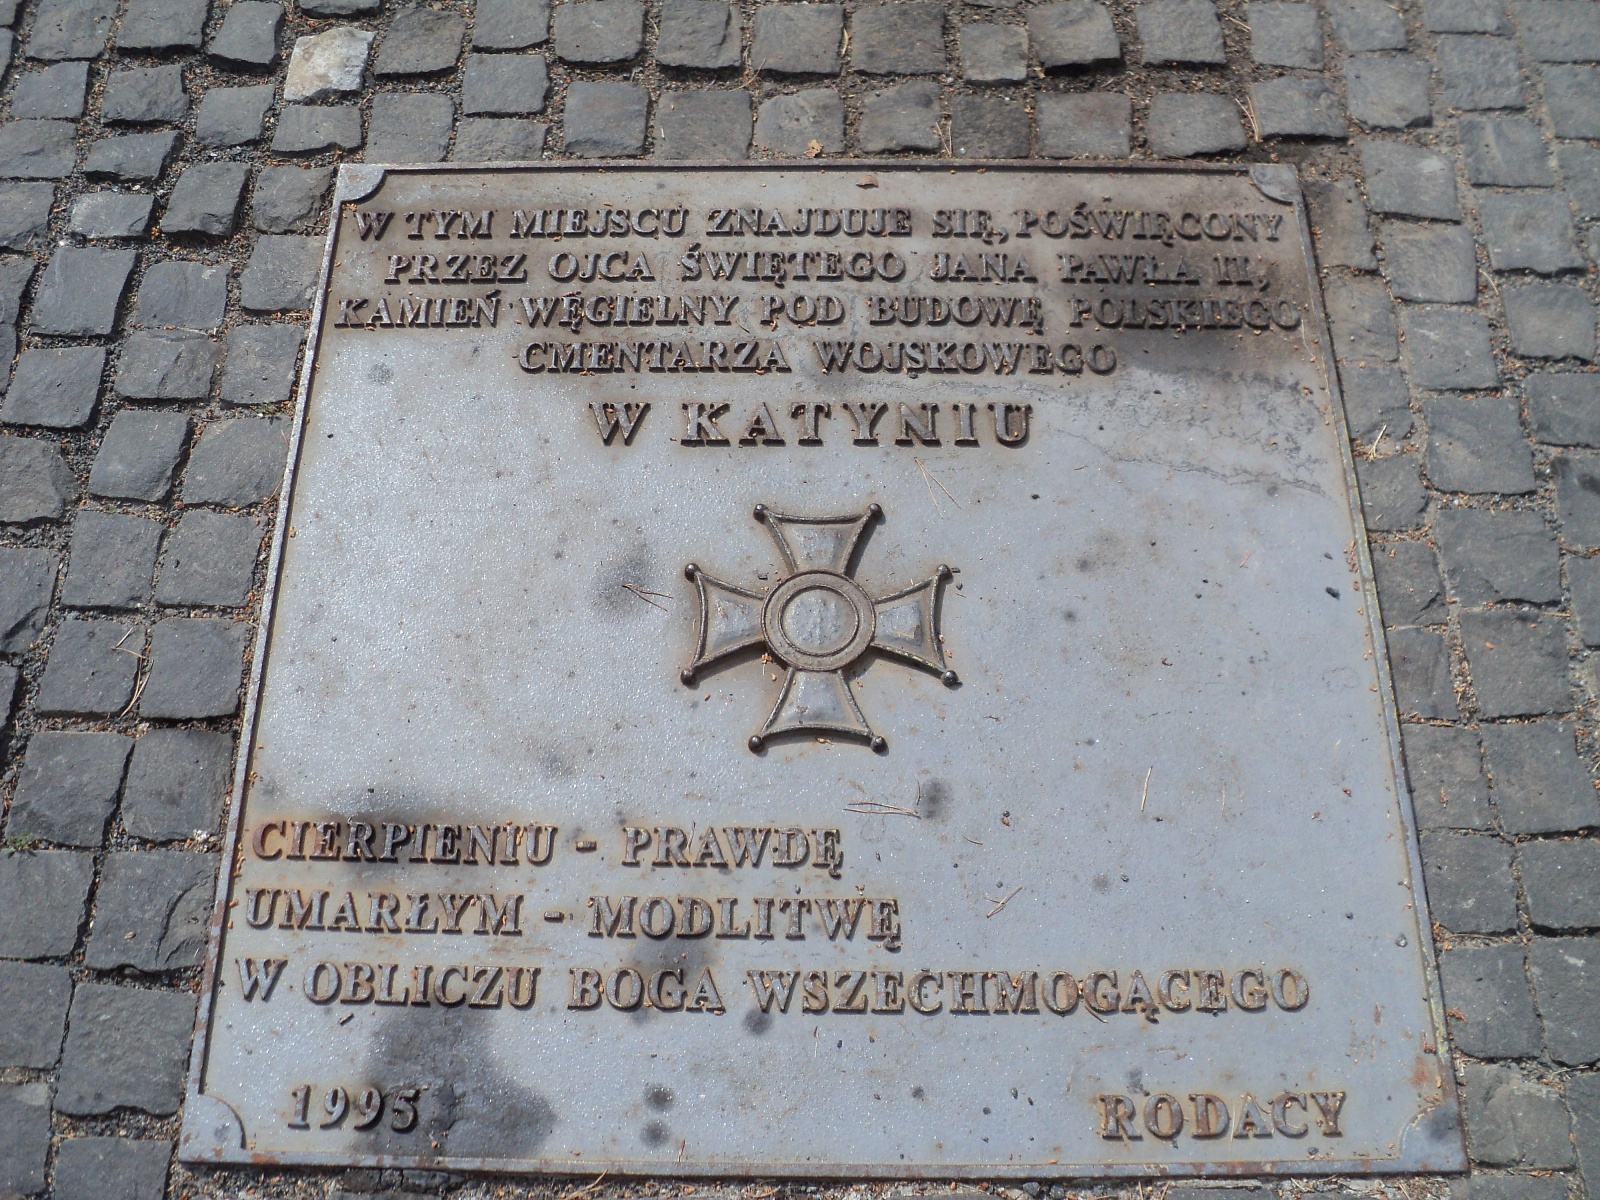 W TYM MIEJSCU ZNAJDUJE SIĘ, POŚWIĘCONY
PRZEZ OJCA ŚWIĘTEGO JANA PAWŁA II,
KAMIEŃ WĘGIELNY POD BUDOWĘ POLSKIEGO
CMENTARZA WOJSKOWEGO
W KATYNIU
CIERPIENIU - PRAWDĘ
UMARŁYM - MODLITWĘ
W OBLICZU BOGA WSZECHMOGĄCEGO
1995 RODACY